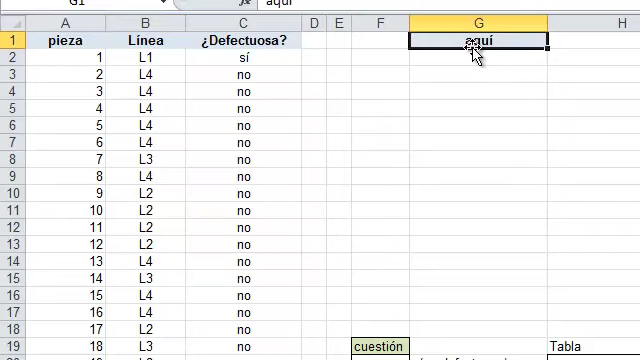 G1 fx aquí
A B C D E F G H
1 pieza Línea ¿Defectuosa? aquí
2 1 L1 sí
3 2 L4 no
4 3 L4 no
5 4 L4 no
6 5 L4 no
7 6 L4 no
8 7 L3 no
9 8 L4 no
10 9 L2 no
11 10 L2 no
12 11 L2 no
13 12 L2 no
14 13 L4 no
15 14 L3 no
16 15 L4 no
17 16 L4 no
18 17 L2 no
19 18 L3 no cuestión Tabla